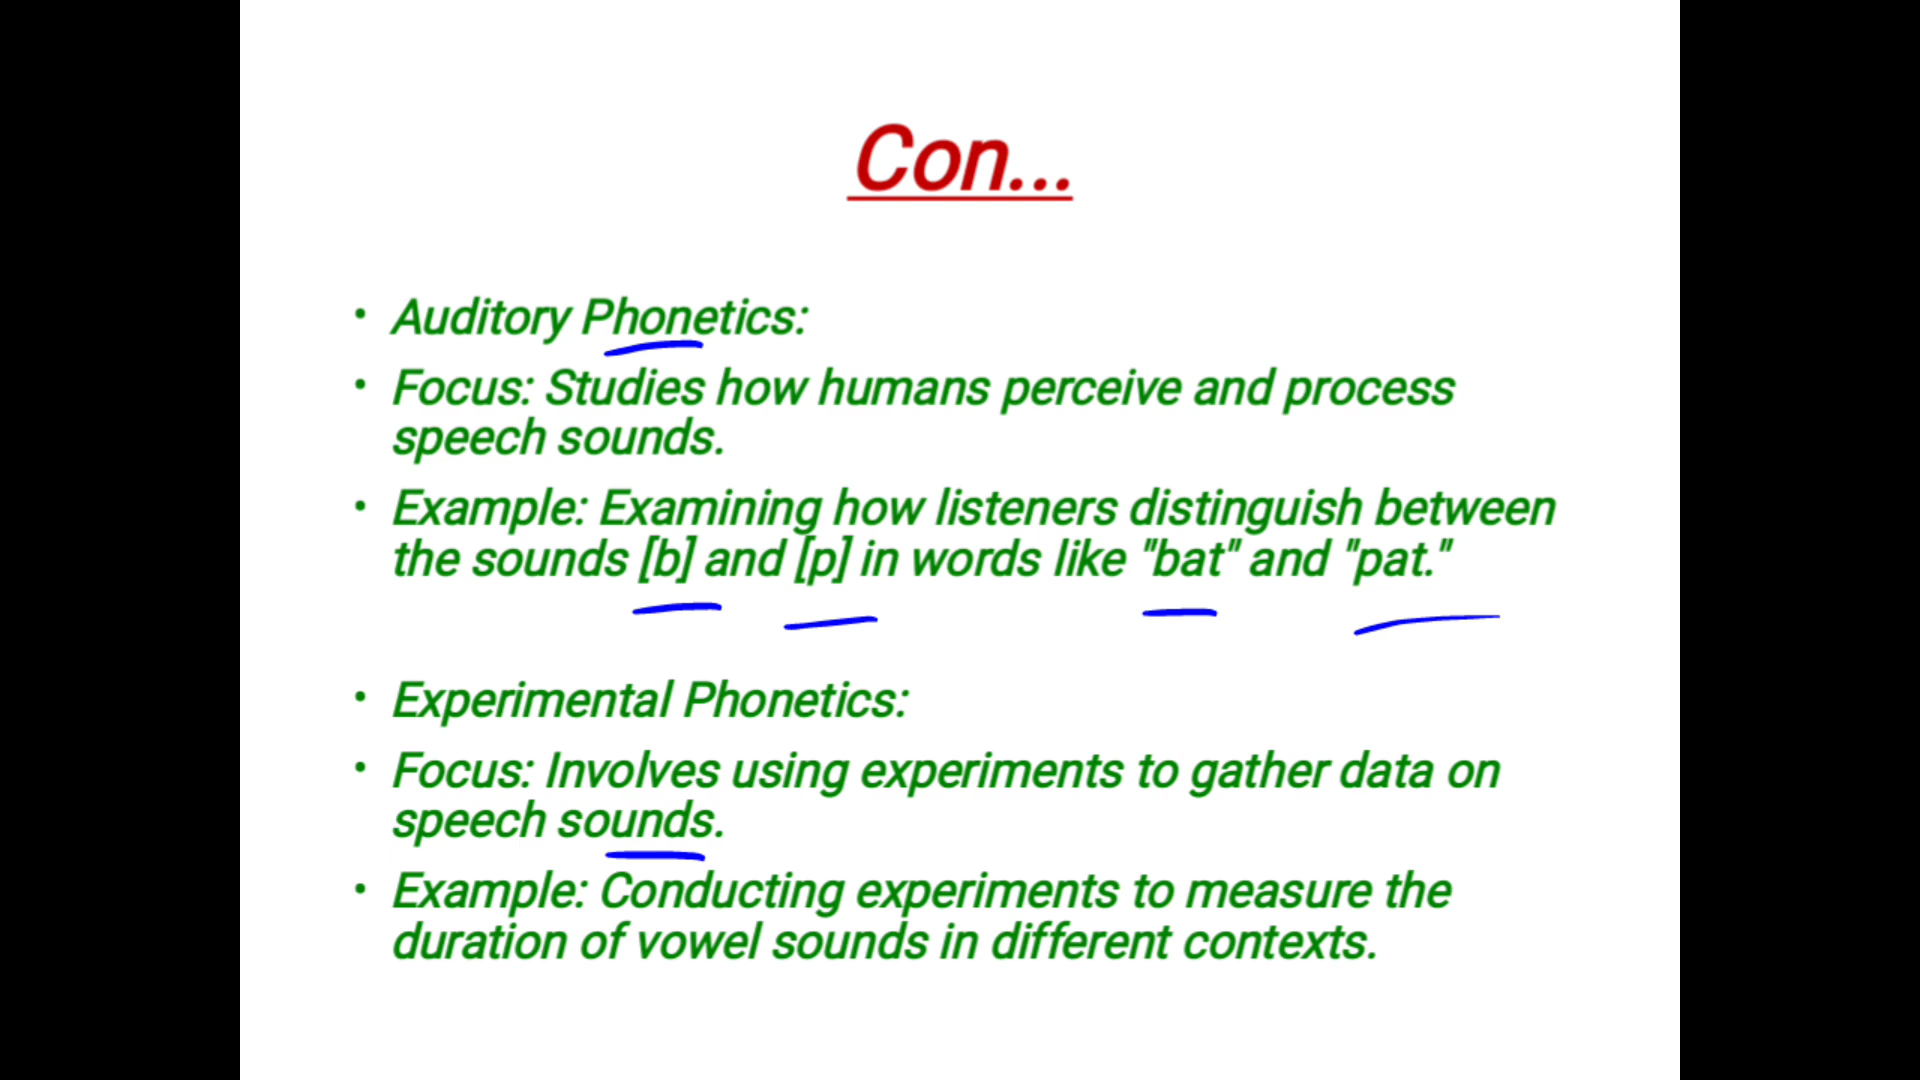 Con...
• Auditory Phonetics:
• Focus: Studies how humans perceive and process
speech sounds.
• Example: Examining how listeners distinguish between
the sounds [b] and [p] in words like "bat" and "pat."
• Experimental Phonetics:
• Focus: Involves using experiments to gather data on
speech sounds.
• Example: Conducting experiments to measure the
duration of vowel sounds in different contexts.